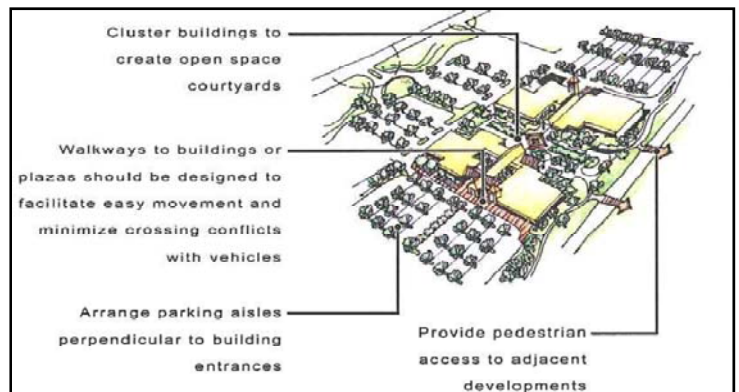 Cluster buildings to
create open space
courtyards
Walkways to buildings or
plazas should be designed to
facilitate easy movement and
minimize crossing conflicts
with vehicles
Arrange parking aisles
perpendicular to building
entrances
Provide pedestrian
access to adjacent
developments